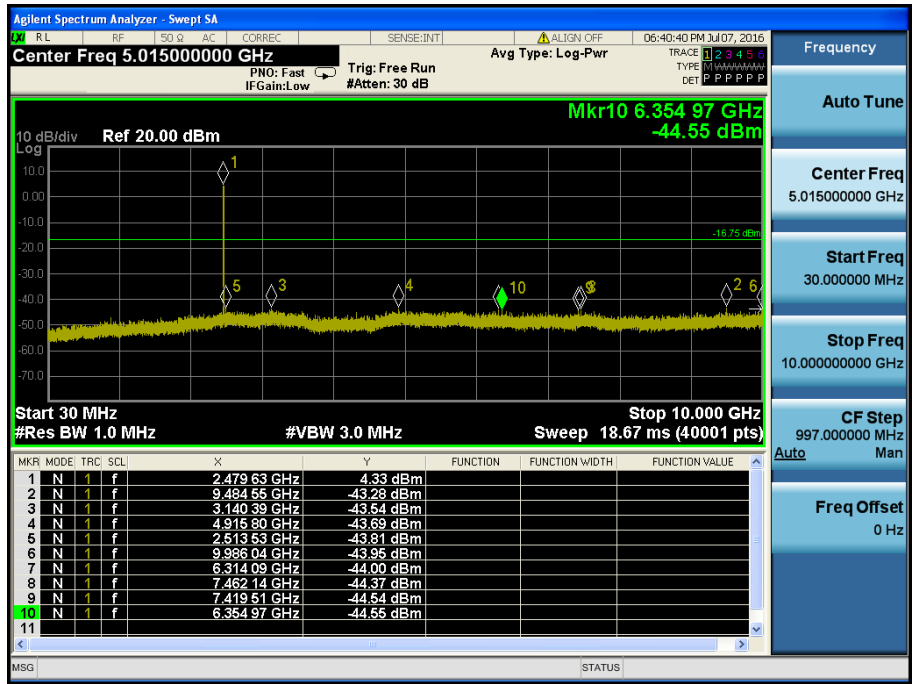 Agilent Spectrum Analyzer - Swept SA
LXI RL RF 50 Ω AC CORREC SENSE:INT ALIGN OFF 06:40:40 PM Jul 07, 2016
Center Freq 5.015000000 GHz
Avg Type: Log-Pwr
TRACE 1 2 3 4 5 6
PNO: Fast
Trig: Free Run
TYPE M
IFGain:Low
#Atten: 30 dB
DET P P P P P P
Mkr10 6.354 97 GHz
-44.55 dBm
10 dB/div Ref 20.00 dBm
Log
10.0
0.00
-10.0
-20.0
-30.0
-40.0
-50.0
-60.0
-70.0
-16.75 dBm
1
5
3
4
10
2
6
Start 30 MHz
Stop 10.000 GHz
#Res BW 1.0 MHz
#VBW 3.0 MHz
Sweep 18.67 ms (40001 pts)
MKR MODE TRC SCL X Y FUNCTION FUNCTION WIDTH FUNCTION VALUE
1 N 1 f 2.479 63 GHz 4.33 dBm
2 N 1 f 9.484 55 GHz -43.28 dBm
3 N 1 f 3.140 39 GHz -43.54 dBm
4 N 1 f 4.915 80 GHz -43.69 dBm
5 N 1 f 2.513 53 GHz -43.81 dBm
6 N 1 f 9.986 04 GHz -43.95 dBm
7 N 1 f 6.314 09 GHz -44.00 dBm
8 N 1 f 7.462 14 GHz -44.37 dBm
9 N 1 f 7.419 51 GHz -44.54 dBm
10 N 1 f 6.354 97 GHz -44.55 dBm
11
MSG
STATUS
Frequency
Auto Tune
Center Freq
5.015000000 GHz
Start Freq
30.000000 MHz
Stop Freq
10.000000000 GHz
CF Step
997.000000 MHz
Auto Man
Freq Offset
0 Hz